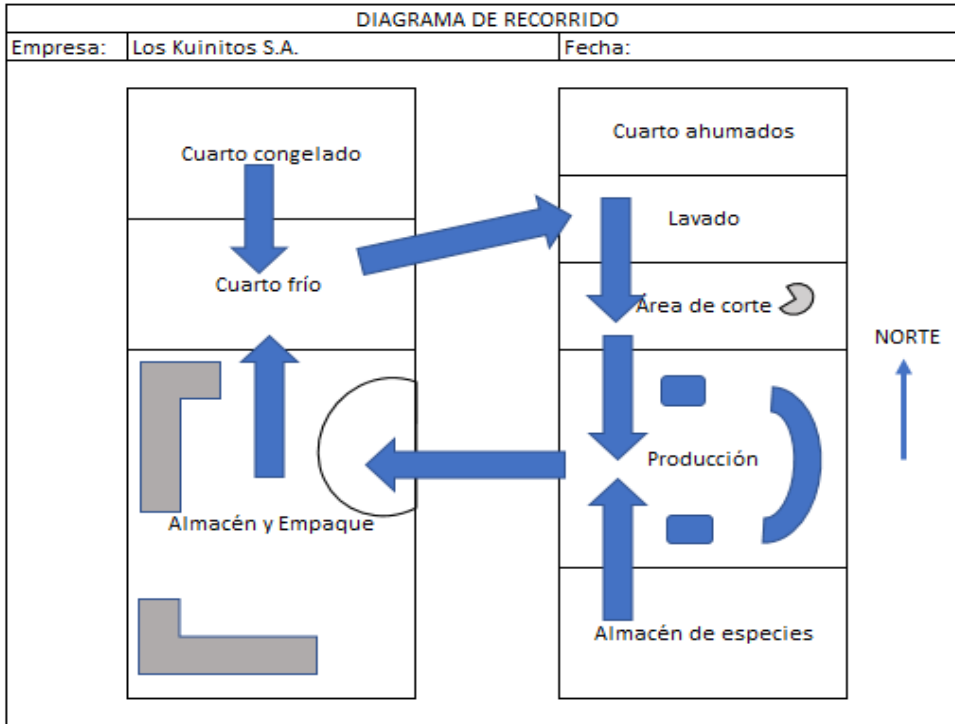 DIAGRAMA DE RECORRIDO
Empresa: Los Kuinitos S.A. Fecha:
Cuarto congelado
Cuarto frío
Almacén y Empaque
Cuarto ahumados
Lavado
Área de corte
Producción
Almacén de especies
NORTE